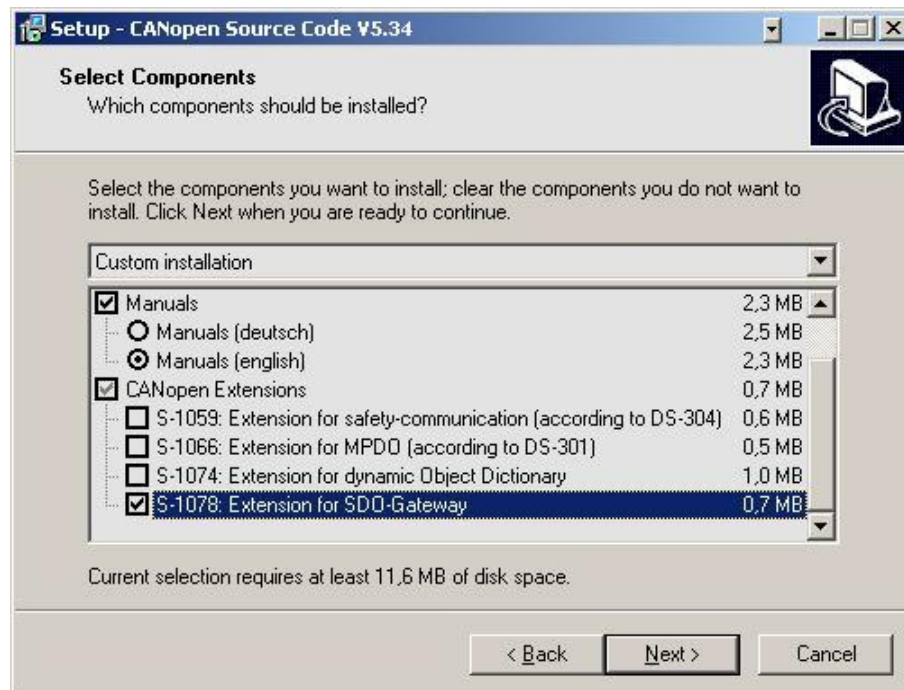 Setup - CANopen Source Code V5.34
Select Components
Which components should be installed?
Select the components you want to install; clear the components you do not want to
install. Click Next when you are ready to continue.
Custom installation
Manuals 2,3 MB
Manuals (deutsch) 2,5 MB
Manuals (english) 2,3 MB
CANopen Extensions 0,7 MB
S-1059: Extension for safety-communication (according to DS-304) 0,6 MB
S-1066: Extension for MPDO (according to DS-301) 0,5 MB
S-1074: Extension for dynamic Object Dictionary 1,0 MB
S-1078: Extension for SDO-Gateway 0,7 MB
Current selection requires at least 11,6 MB of disk space.
< Back Next > Cancel